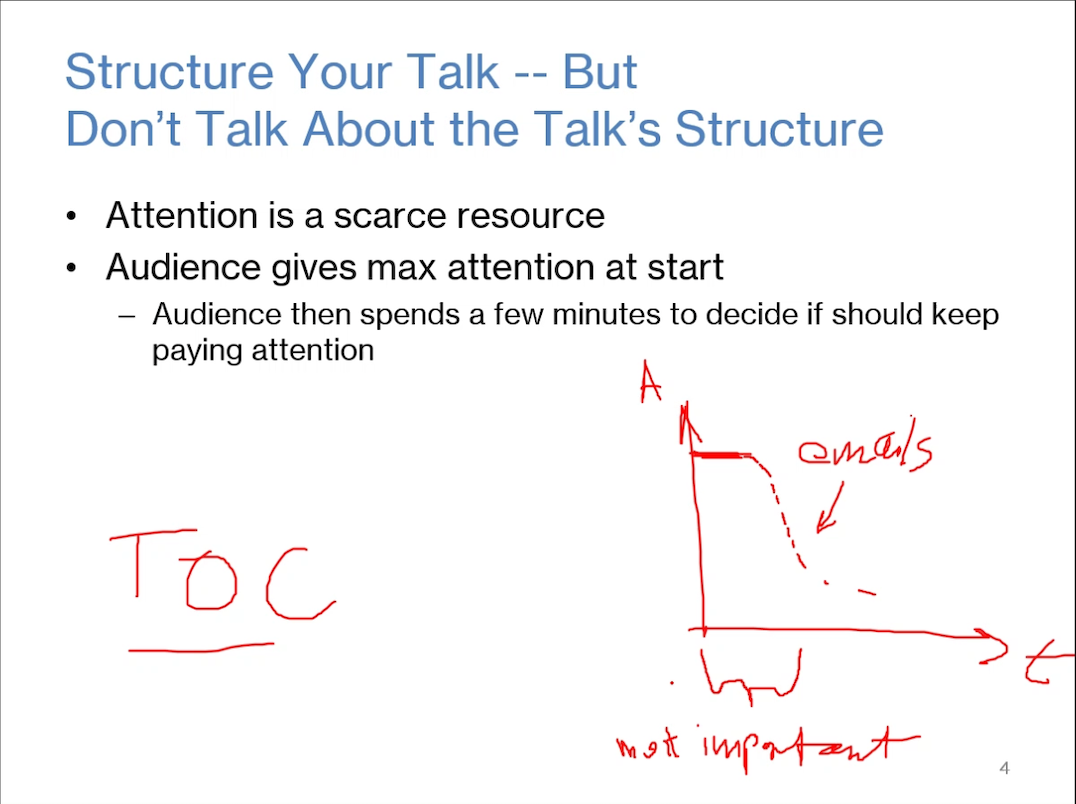 Structure Your Talk -- But
Don't Talk About the Talk's Structure
• Attention is a scarce resource
• Audience gives max attention at start
– Audience then spends a few minutes to decide if should keep
paying attention
A
emails
TOC
t
not important
4